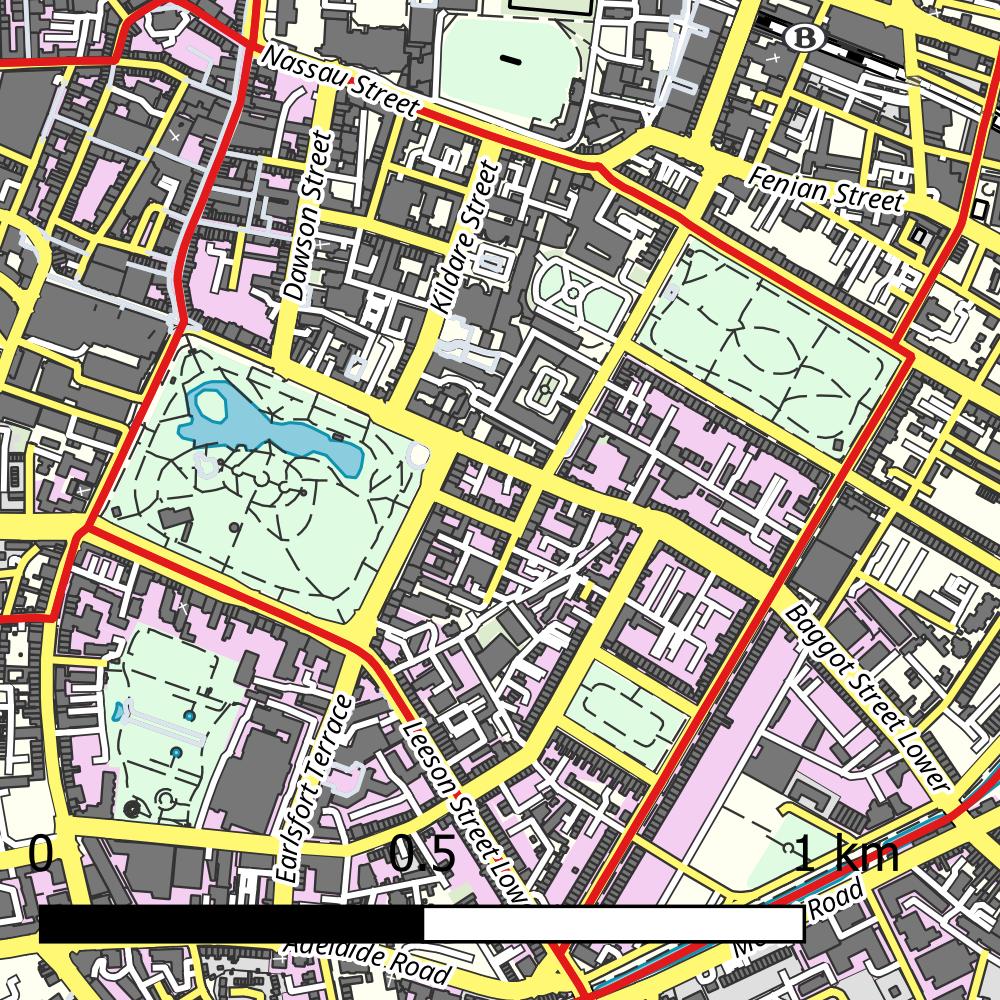 B
Nassau Street
Dawson Street
Kildare Street
Fenian Street
Baggot Street Lower
Earlsfort Terrace
Leeson Street Low
0
0.5
1 km
Road
Adelaide Road